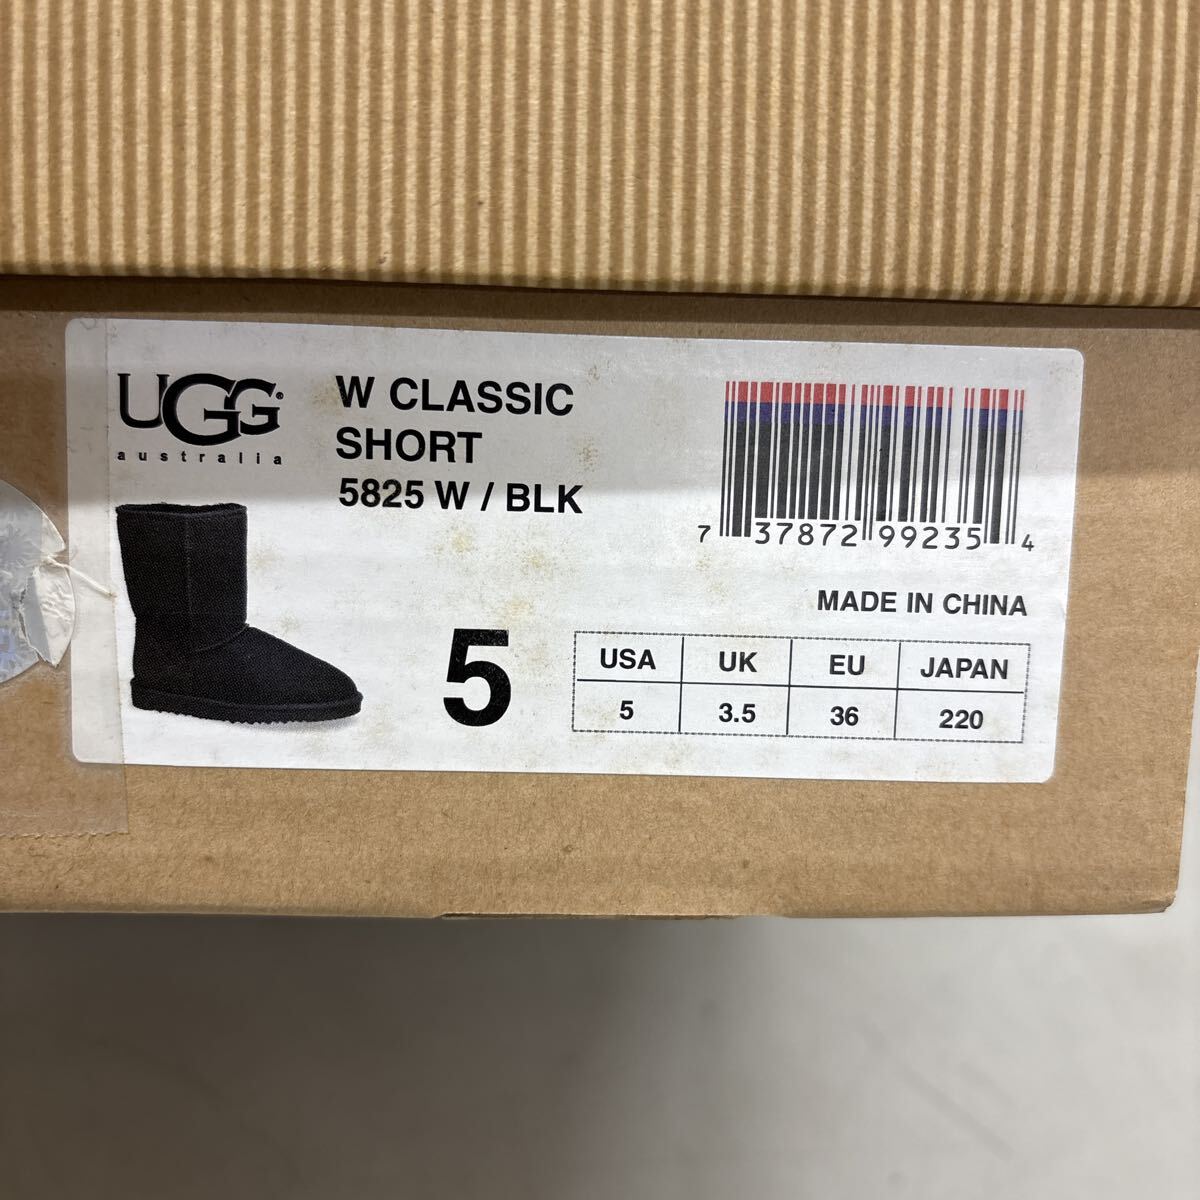 UGG
australia
W CLASSIC
SHORT
5825 W / BLK
7 37872 99235 4
MADE IN CHINA
5
USA UK EU JAPAN
5 3.5 36 220